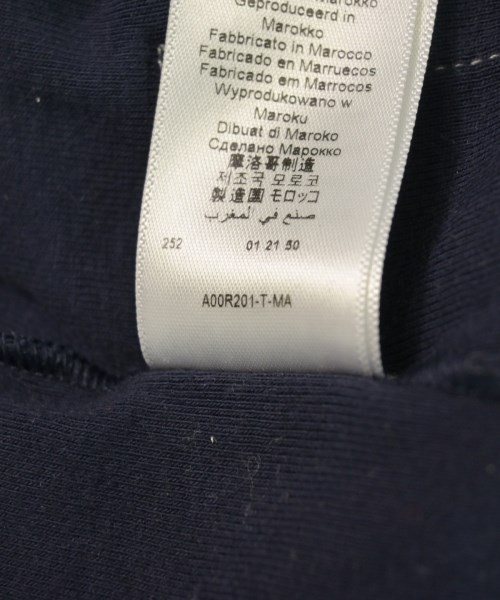 Marokko
Geproduceerd in
Marokko
Fabbricato in Marocco
Fabricado en Marruecos
Fabricado em Marrocos
Wyprodukowano w
Maroku
Dibuat di Maroko
Сделано Марокко
摩洛哥制造
제조국 모로코
製造国 モロッコ
صنع في المغرب
252 01 21 50
A00R201-T-MA